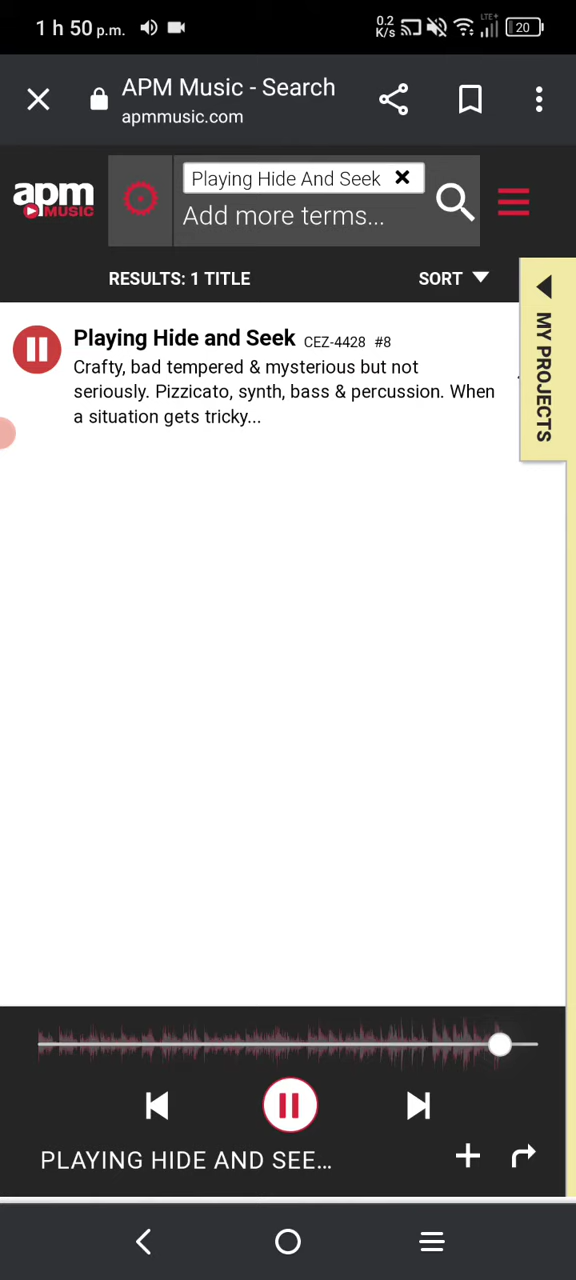 1 h 50 p.m.
0.2 K/s
LTE+
20
APM Music - Search
apmmusic.com
apm MUSIC
Playing Hide And Seek
Add more terms...
RESULTS: 1 TITLE
SORT
MY PROJECTS
Playing Hide and Seek CEZ-4428 #8
Crafty, bad tempered & mysterious but not
seriously. Pizzicato, synth, bass & percussion. When
a situation gets tricky...
PLAYING HIDE AND SEE...